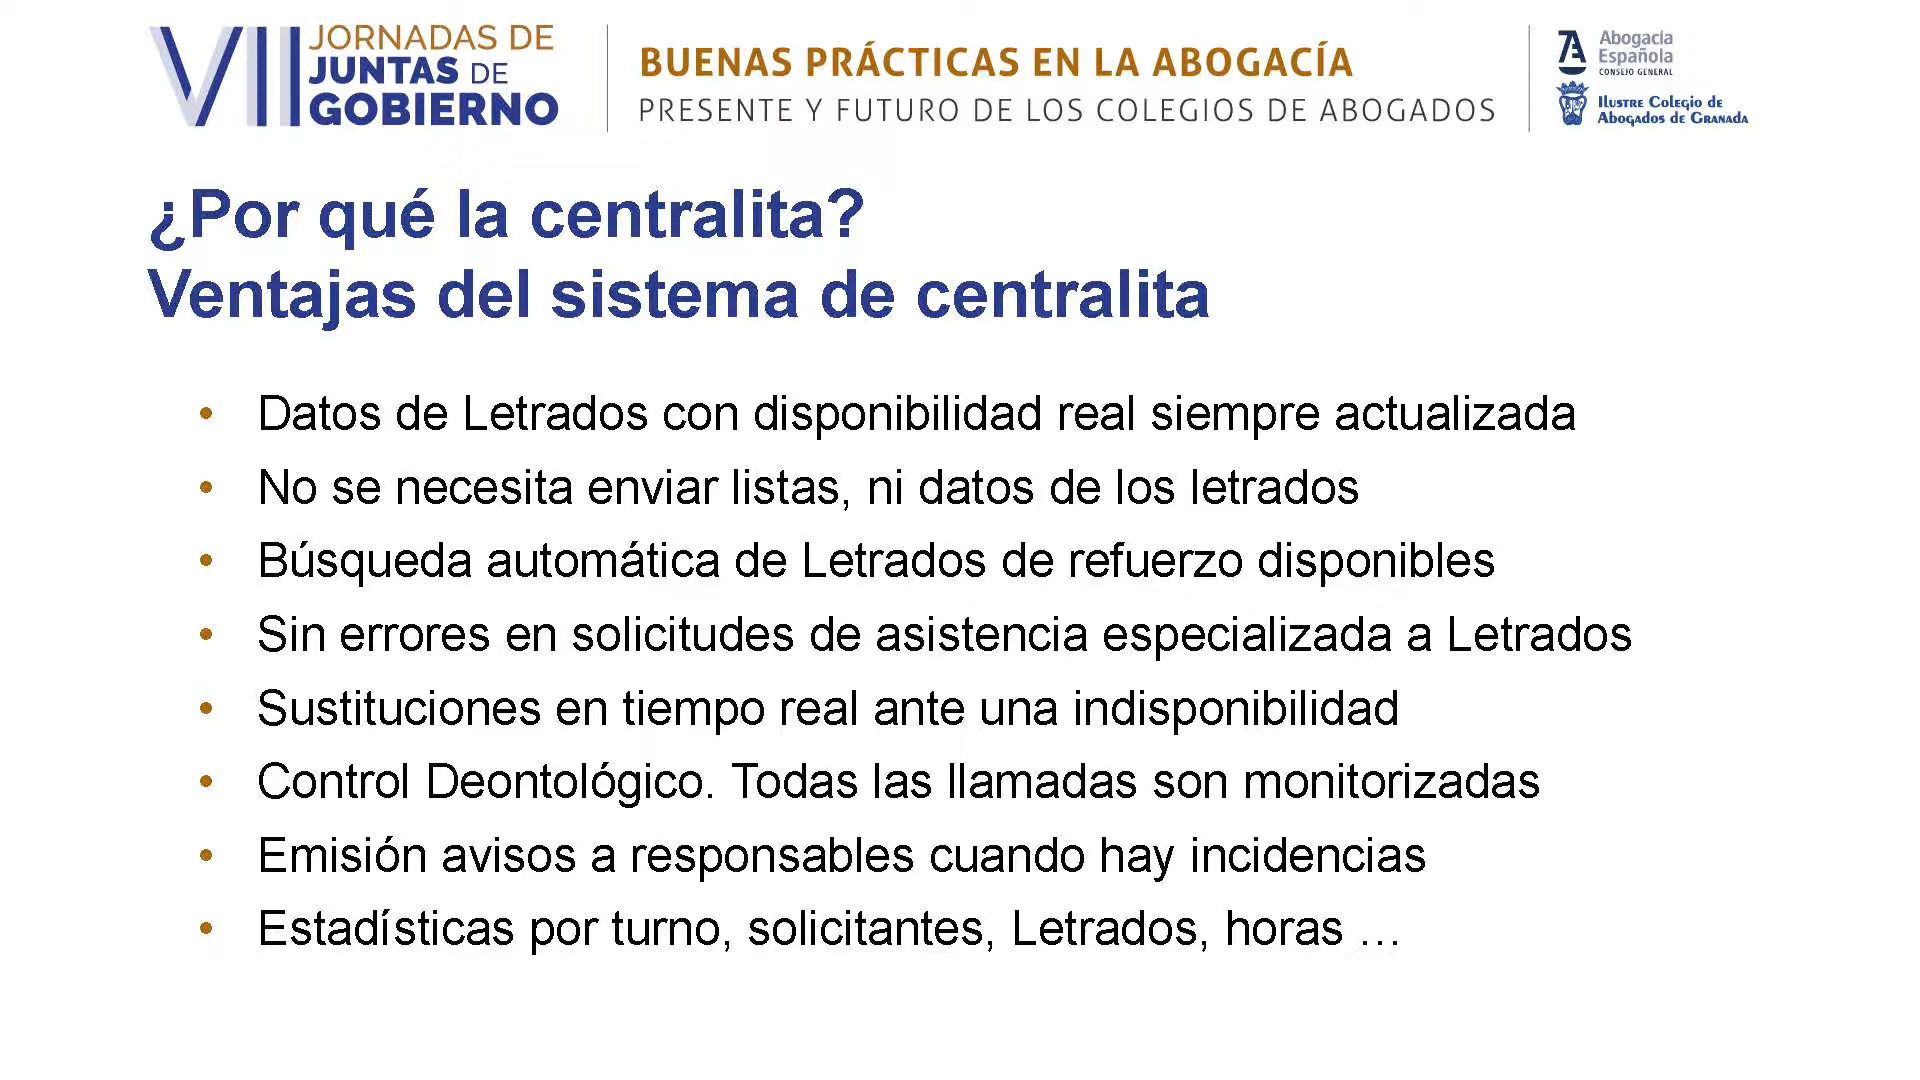 VII JORNADAS DE
JUNTAS DE
GOBIERNO
BUENAS PRÁCTICAS EN LA ABOGACÍA
PRESENTE Y FUTURO DE LOS COLEGIOS DE ABOGADOS
Abogacía
Española
CONSEJO GENERAL
Ilustre Colegio de
Abogados de Granada
¿Por qué la centralita?
Ventajas del sistema de centralita
• Datos de Letrados con disponibilidad real siempre actualizada
• No se necesita enviar listas, ni datos de los letrados
• Búsqueda automática de Letrados de refuerzo disponibles
• Sin errores en solicitudes de asistencia especializada a Letrados
• Sustituciones en tiempo real ante una indisponibilidad
• Control Deontológico. Todas las llamadas son monitorizadas
• Emisión avisos a responsables cuando hay incidencias
• Estadísticas por turno, solicitantes, Letrados, horas ...